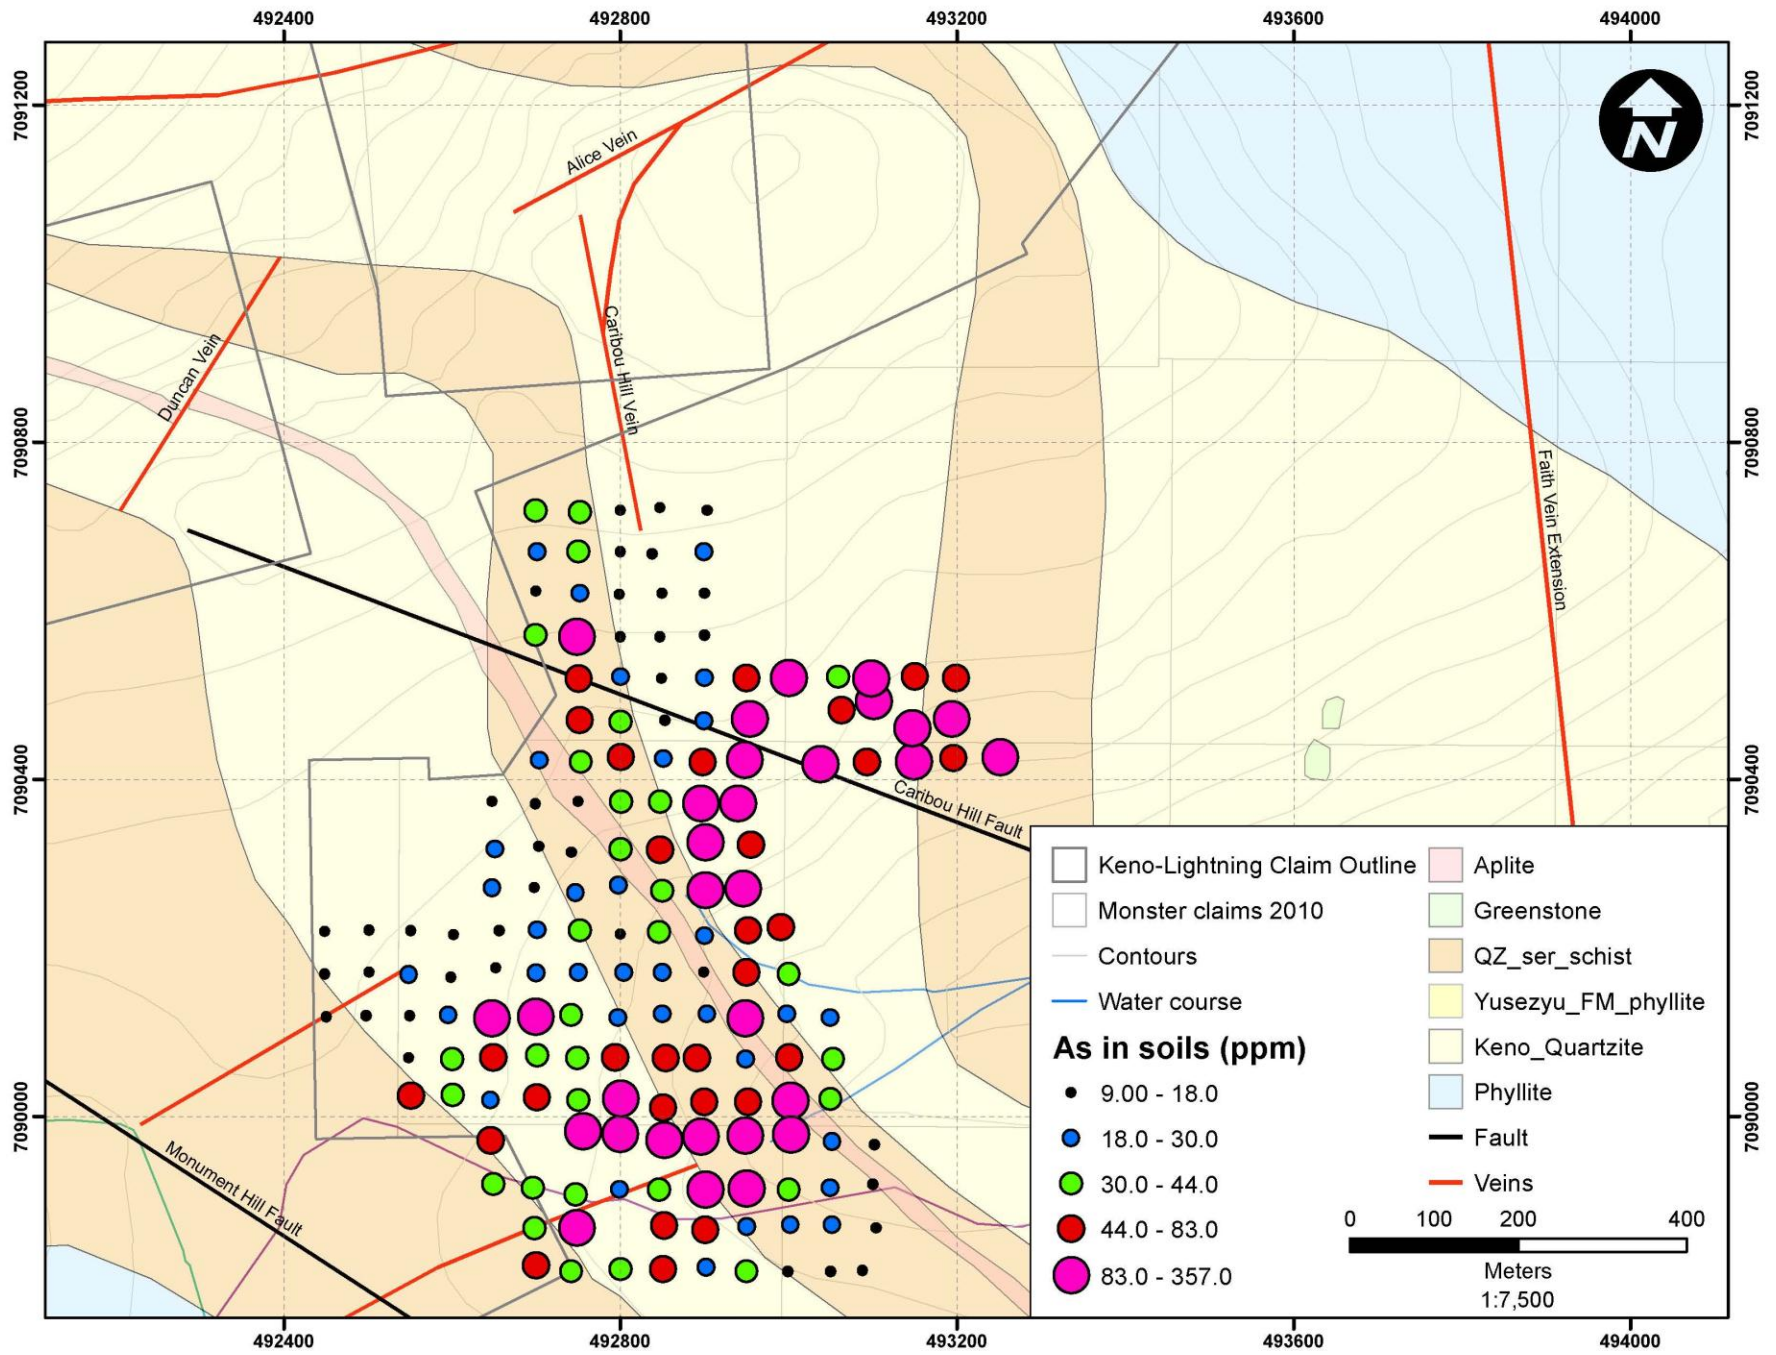 492400 492800 493200 493600 494000
7091200
7091200
N
Alice Vein
Caribou Hill Vein
Duncan Vein
7090800
7090800
Faith Vein Extension
7090400
7090400
Caribou Hill Fault
Keno-Lightning Claim Outline
Monster claims 2010
Contours
Water course
As in soils (ppm)
9.00 - 18.0
18.0 - 30.0
30.0 - 44.0
44.0 - 83.0
83.0 - 357.0
Aplite
Greenstone
QZ_ser_schist
Yusezyu_FM_phyllite
Keno_Quartzite
Phyllite
Fault
Veins
0 100 200 400
Meters
1:7,500
7090000
7090000
Monument Hill Fault
492400 492800 493200 493600 494000